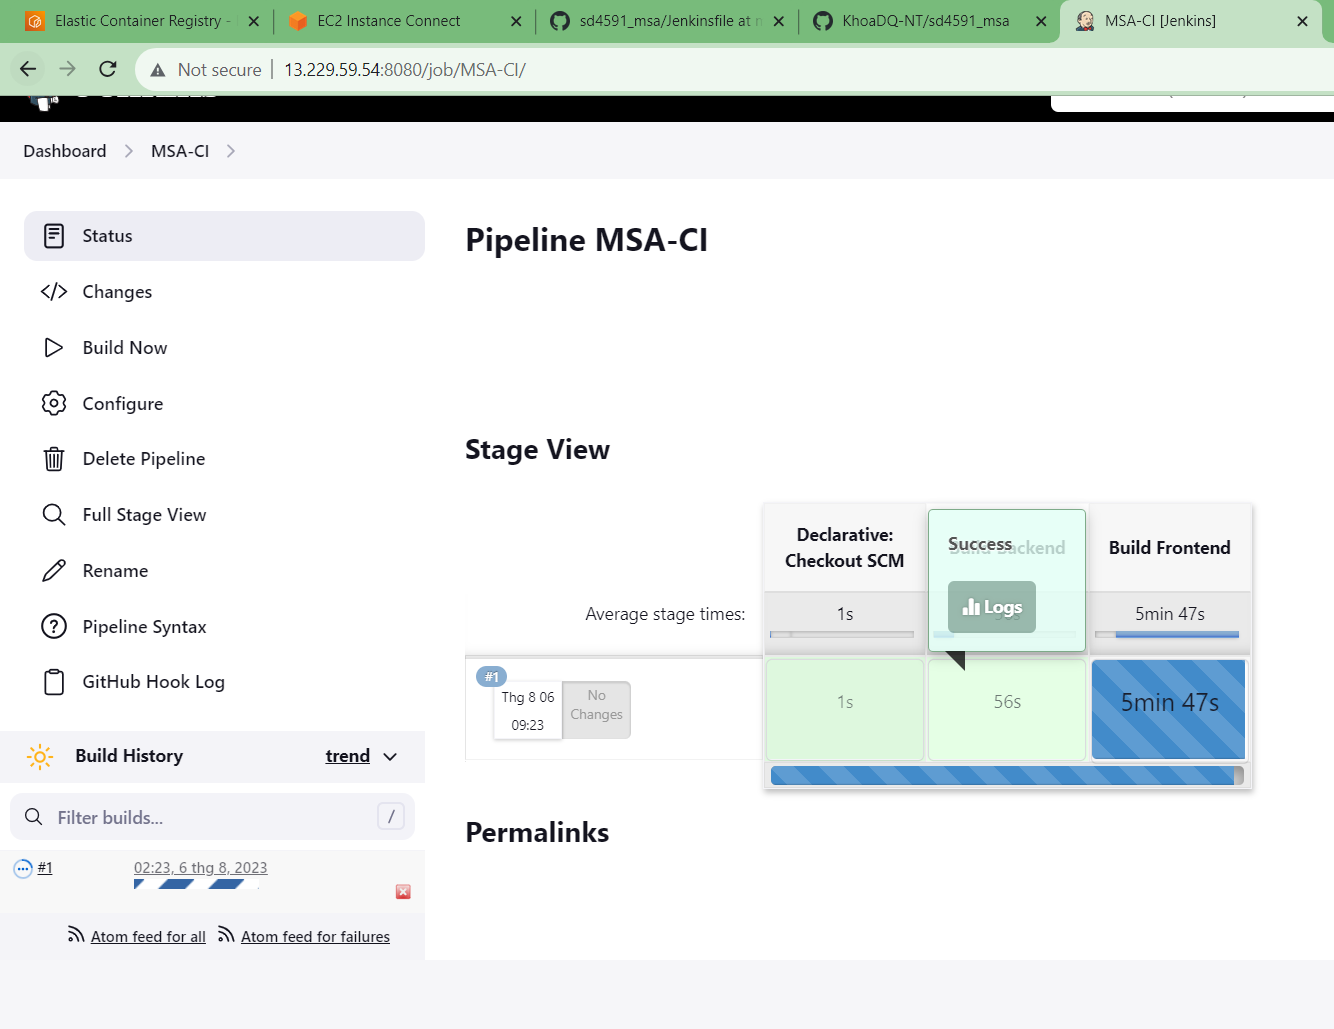 Elastic Container Registry -
EC2 Instance Connect
sd4591_msa/Jenkinsfile at
KhoaDQ-NT/sd4591_msa
MSA-CI [Jenkins]
Not secure
13.229.59.54:8080/job/MSA-CI/
Dashboard
MSA-CI
Status
Changes
Build Now
Configure
Delete Pipeline
Full Stage View
Rename
Pipeline Syntax
GitHub Hook Log
Build History
trend
Filter builds...
/
#1
02:23, 6 thg 8, 2023
Atom feed for all
Atom feed for failures
Pipeline MSA-CI
Stage View
Declarative:
Checkout SCM
Success
Build Backend
Logs
Build Frontend
Average stage times:
1s
5min 47s
#1
Thg 8 06
09:23
No
Changes
1s
56s
5min 47s
Permalinks